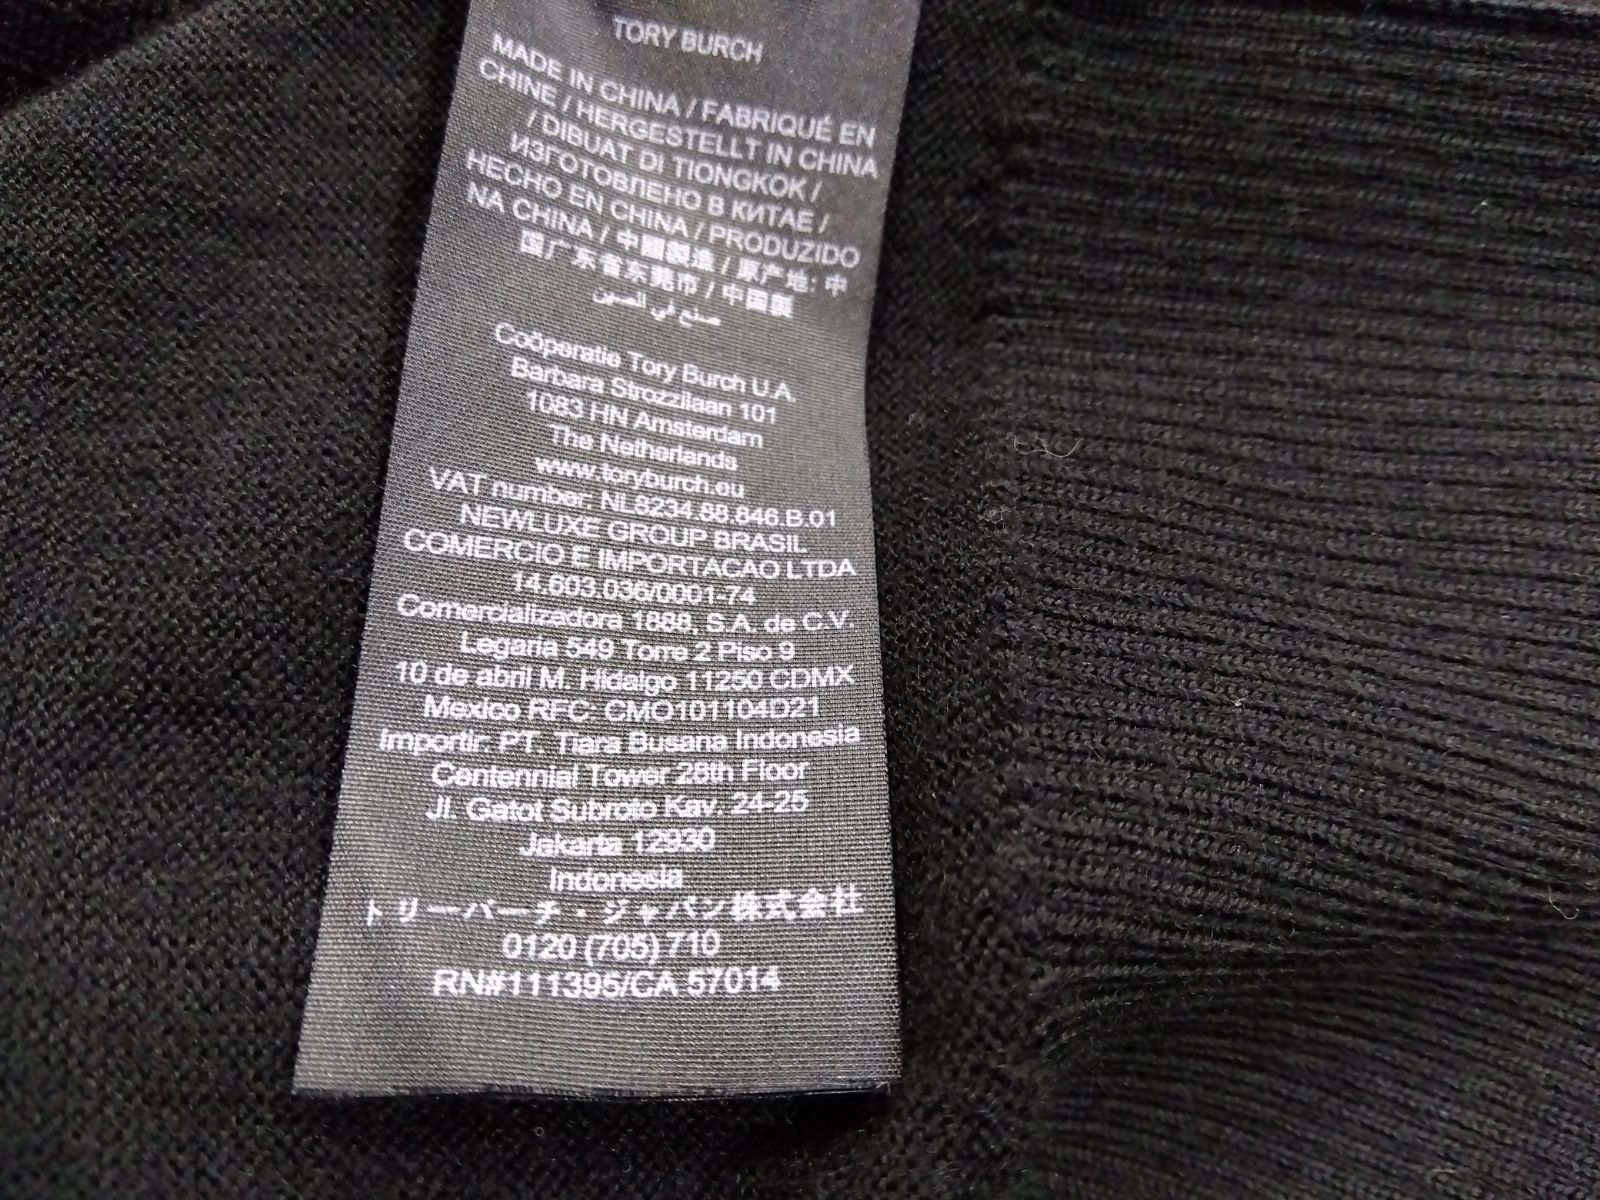 TORY BURCH
MADE IN CHINA / FABRIQUÉ EN
CHINE / HERGESTELLT IN CHINA
/ DIBUAT DI TIONGKOK /
ИЗГОТОВЛЕНО В КИТАЕ /
HECHO EN CHINA / PRODUZIDO
NA CHINA / 中國製造 / 原产地: 中
国广东省东莞市 / 中国製
صنع في الصين
Coöperatie Tory Burch U.A.
Barbara Strozzilaan 101
1083 HN Amsterdam
The Netherlands
www.toryburch.eu
VAT number: NL8234.88.846.B.01
NEWLUXE GROUP BRASIL
COMERCIO E IMPORTACAO LTDA
14.603.036/0001-74
Comercializadora 1888, S.A. de C.V.
Legaria 549 Torre 2 Piso 9
10 de abril M. Hidalgo 11250 CDMX
Mexico RFC: CMO101104D21
Importir: PT. Tiara Busana Indonesia
Centennial Tower 28th Floor
Jl. Gatot Subroto Kav. 24-25
Jakarta 12930
Indonesia
トリーバーチ・ジャパン株式会社
0120 (705) 710
RN#111395/CA 57014